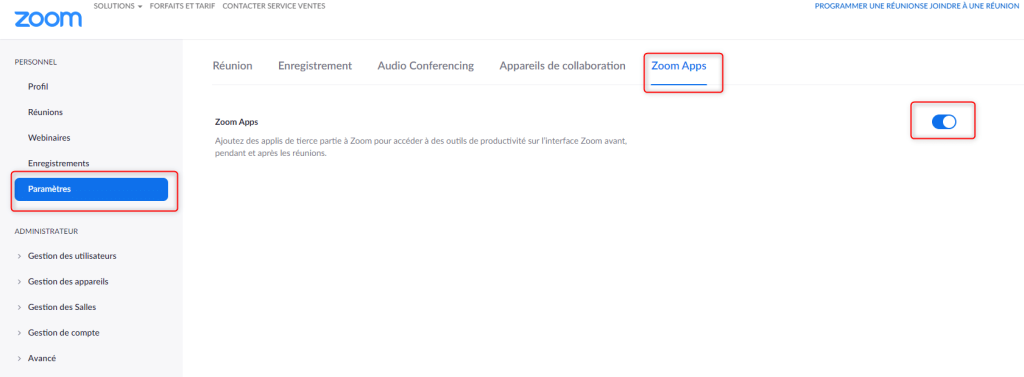 SOLUTIONS FORFAITS ET TARIF CONTACTER SERVICE VENTES PROGRAMMER UNE RÉUNIONSE JOINDRE À UNE RÉUNION
zoom
PERSONNEL
Profil
Réunions
Webinaires
Enregistrements
Paramètres
ADMINISTRATEUR
Gestion des utilisateurs
Gestion des appareils
Gestion des Salles
Gestion de compte
Avancé
Réunion Enregistrement Audio Conferencing Appareils de collaboration Zoom Apps
Zoom Apps
Ajoutez des applis de tierce partie à Zoom pour accéder à des outils de productivité sur l'interface Zoom avant,
pendant et après les réunions.